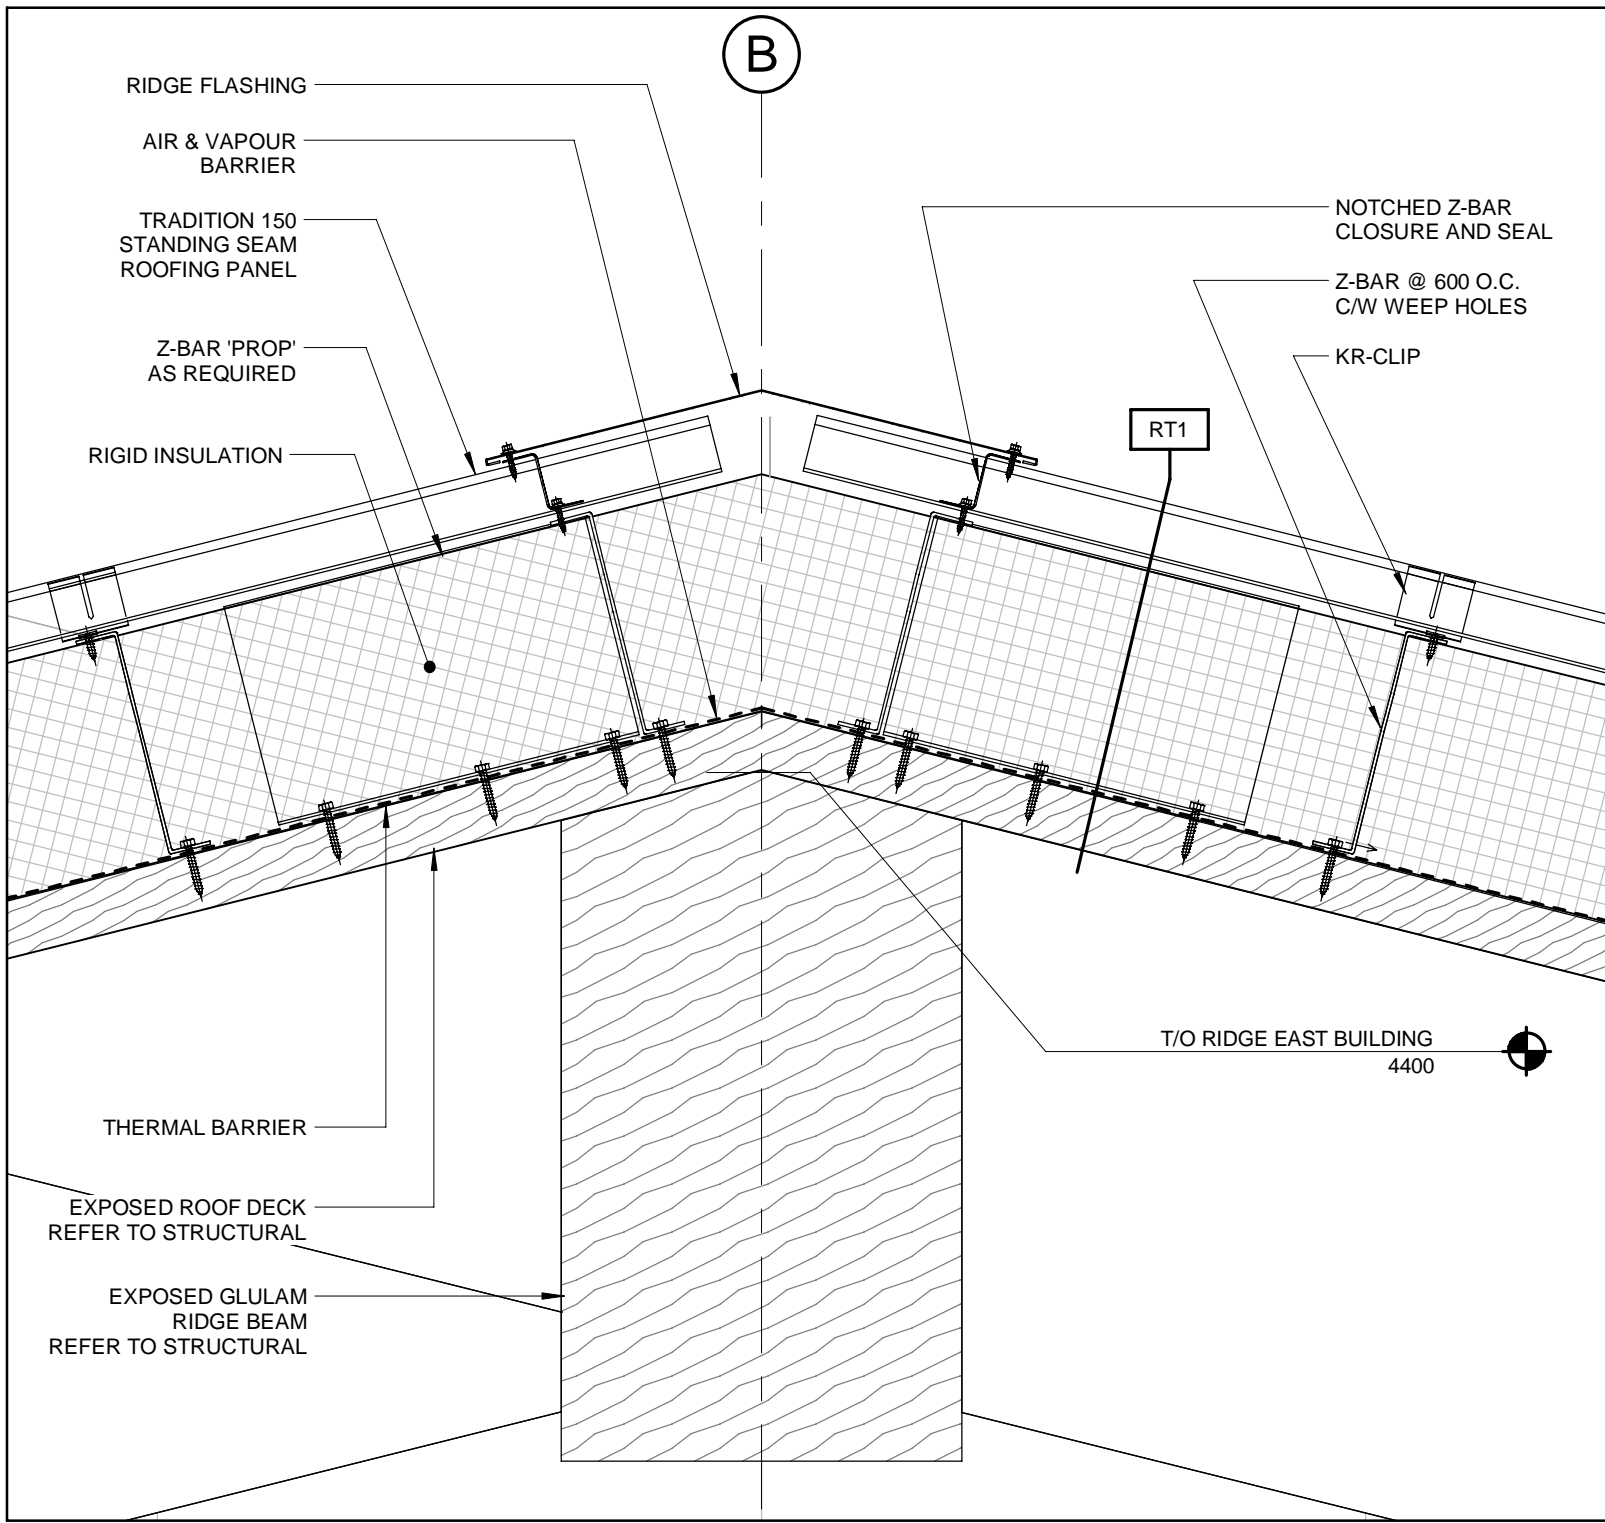 B
RIDGE FLASHING
AIR & VAPOUR
BARRIER
TRADITION 150
STANDING SEAM
ROOFING PANEL
Z-BAR 'PROP'
AS REQUIRED
RIGID INSULATION
NOTCHED Z-BAR
CLOSURE AND SEAL
Z-BAR @ 600 O.C.
C/W WEEP HOLES
KR-CLIP
RT1
T/O RIDGE EAST BUILDING
4400
THERMAL BARRIER
EXPOSED ROOF DECK
REFER TO STRUCTURAL
EXPOSED GLULAM
RIDGE BEAM
REFER TO STRUCTURAL